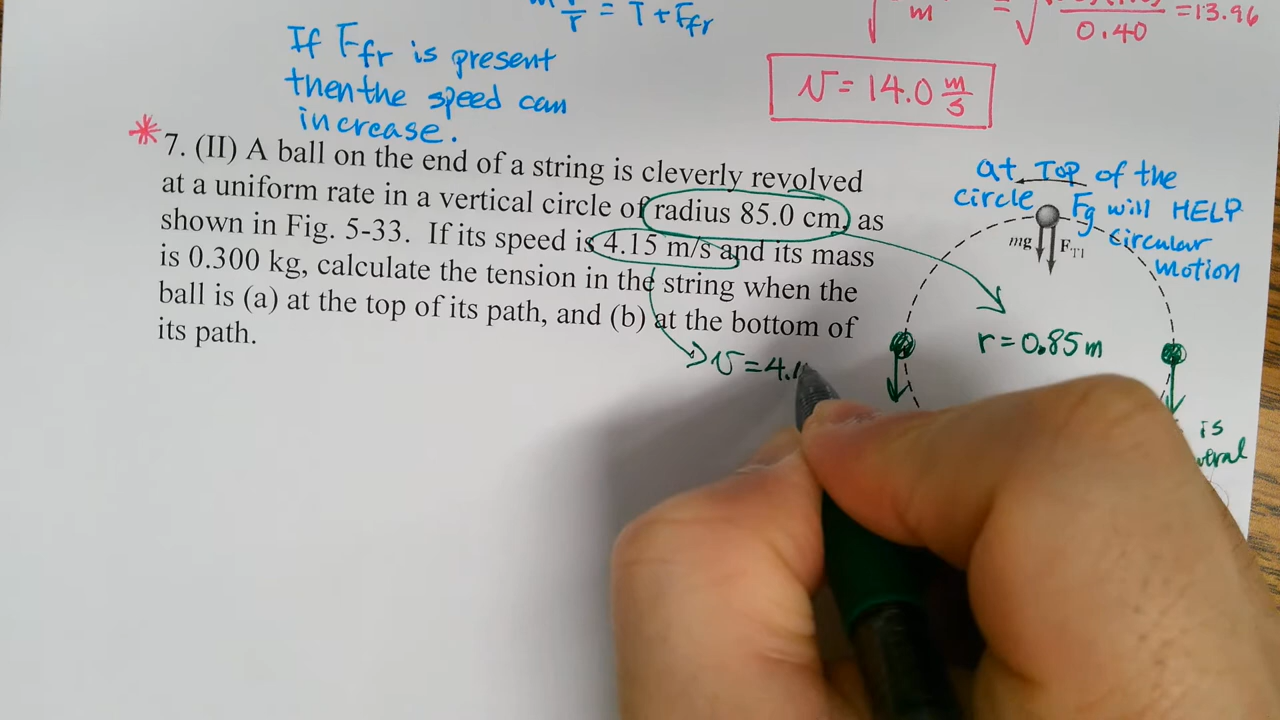 = T + Ffr
m
= √ 0.40 = 13.96
If Ffr is present
then the speed can
increase.
v = 14.0 m/s
* 7. (II) A ball on the end of a string is cleverly revolved
at a uniform rate in a vertical circle of radius 85.0 cm, as
shown in Fig. 5-33. If its speed is 4.15 m/s and its mass
is 0.300 kg, calculate the tension in the string when the
ball is (a) at the top of its path, and (b) at the bottom of
its path.
v = 4.1
at TOP of the
circle Fg will HELP
circular
motion
mg
FT1
r = 0.85 m
is